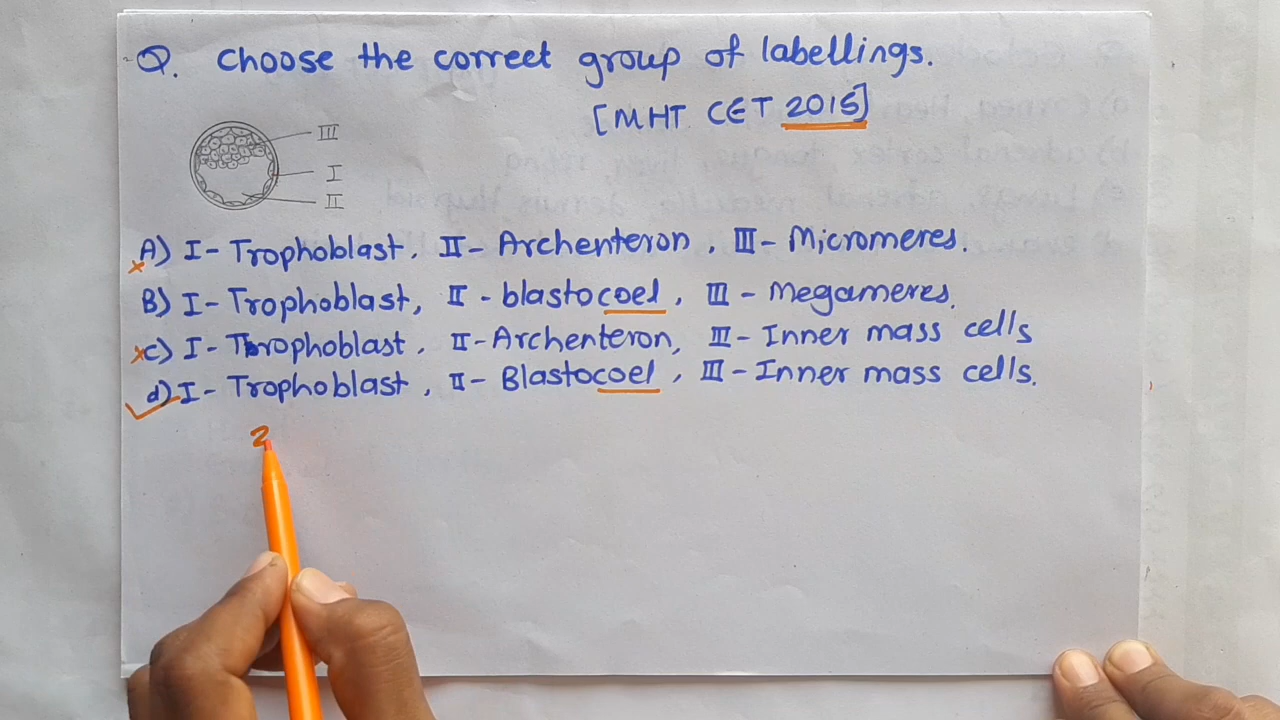 Q. Choose the correct group of labellings.
[MHT CET 2015]
III
I
II
A) I- Trophoblast, II- Archenteron, III- Micromeres.
B) I- Trophoblast, II - blastocoel, III - Megameres.
c) I- Trophoblast, II-Archenteron, III- Inner mass cells
d) I- Trophoblast, II- Blastocoel, III-Inner mass cells.
2